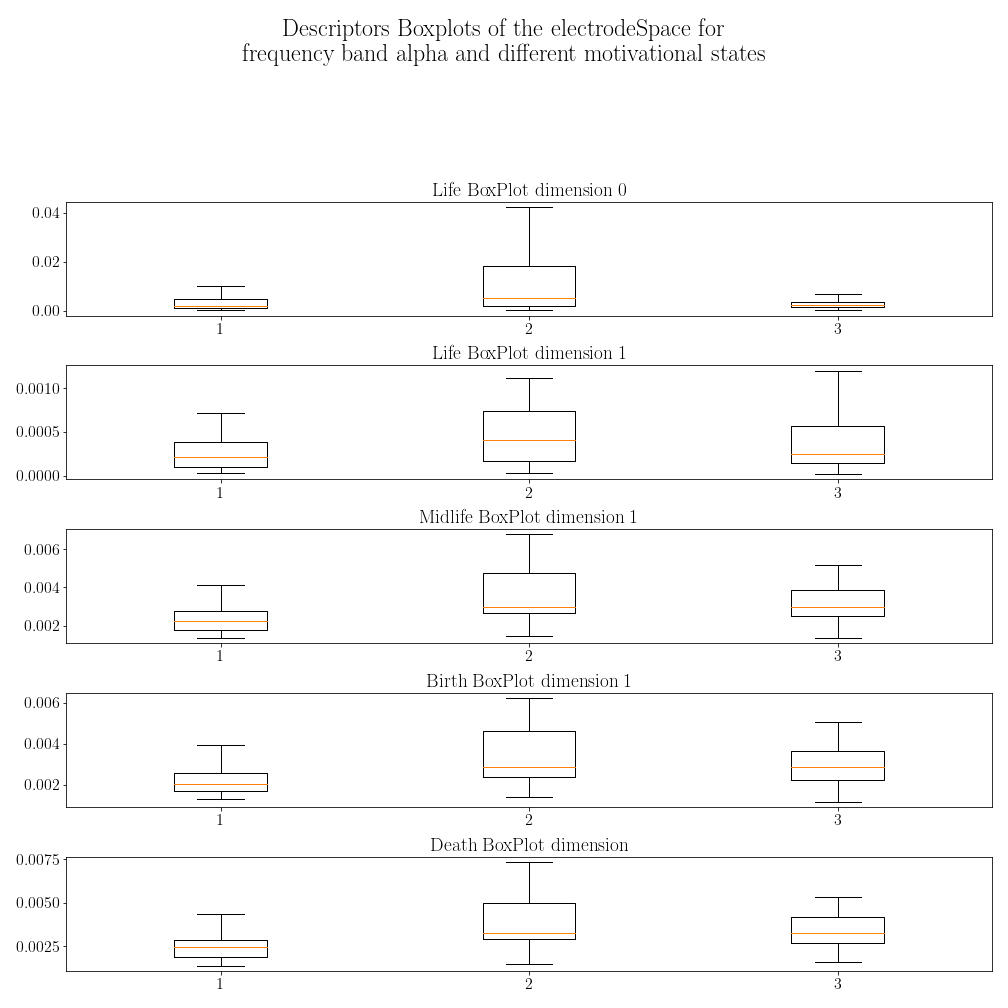 Descriptors Boxplots of the electrodeSpace for
frequency band alpha and different motivational states
Life BoxPlot dimension 0
0.04
0.02
0.00
1 2 3
Life BoxPlot dimension 1
0.0010
0.0005
0.0000
1 2 3
Midlife BoxPlot dimension 1
0.006
0.004
0.002
1 2 3
Birth BoxPlot dimension 1
0.006
0.004
0.002
1 2 3
Death BoxPlot dimension
0.0075
0.0050
0.0025
1 2 3